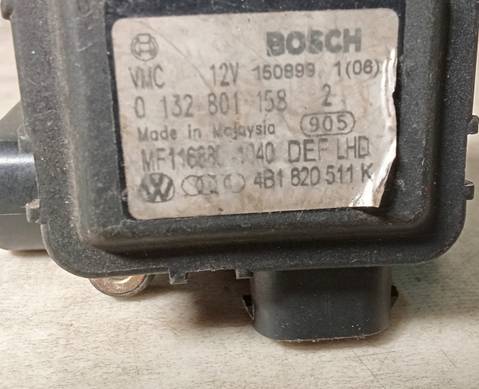 BOSCH
VMC 12V 150899 1(06)
0 132 801 158 2
Made in Malaysia 905
1040 DEF LHD
4B1 820 511 K